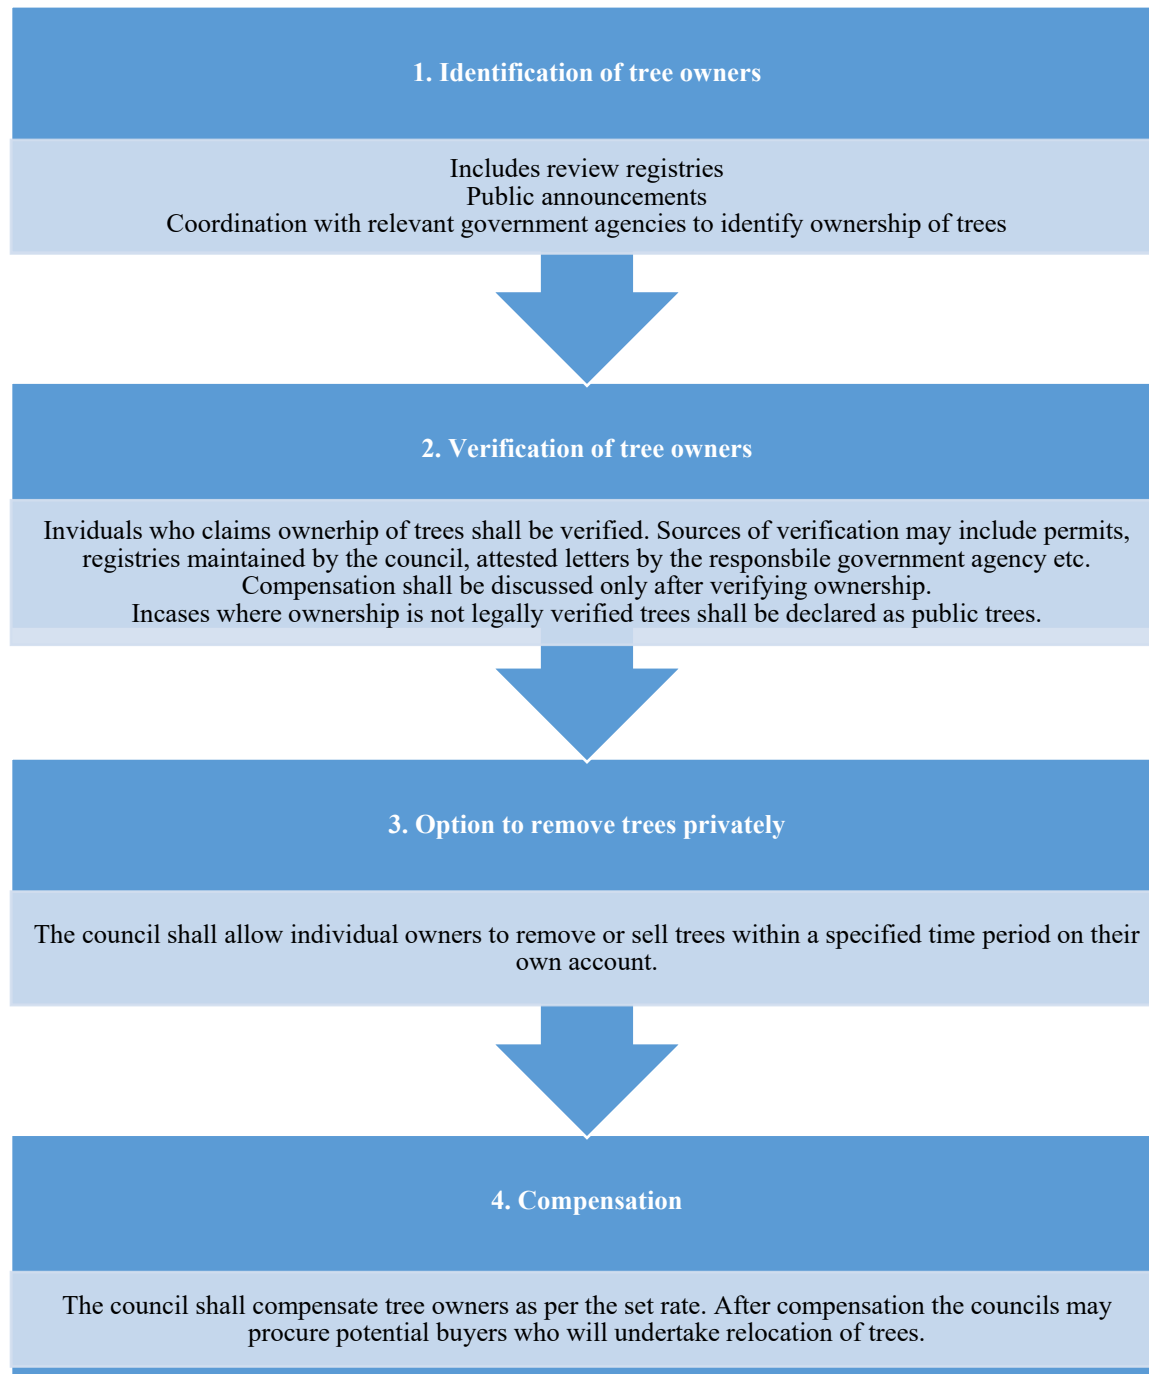 1. Identification of tree owners
Includes review registries
Public announcements
Coordination with relevant government agencies to identify ownership of trees
2. Verification of tree owners
Inviduals who claims ownerhip of trees shall be verified. Sources of verification may include permits,
registries maintained by the council, attested letters by the responsbile government agency etc.
Compensation shall be discussed only after verifying ownership.
Incases where ownership is not legally verified trees shall be declared as public trees.
3. Option to remove trees privately
The council shall allow individual owners to remove or sell trees within a specified time period on their
own account.
4. Compensation
The council shall compensate tree owners as per the set rate. After compensation the councils may
procure potential buyers who will undertake relocation of trees.